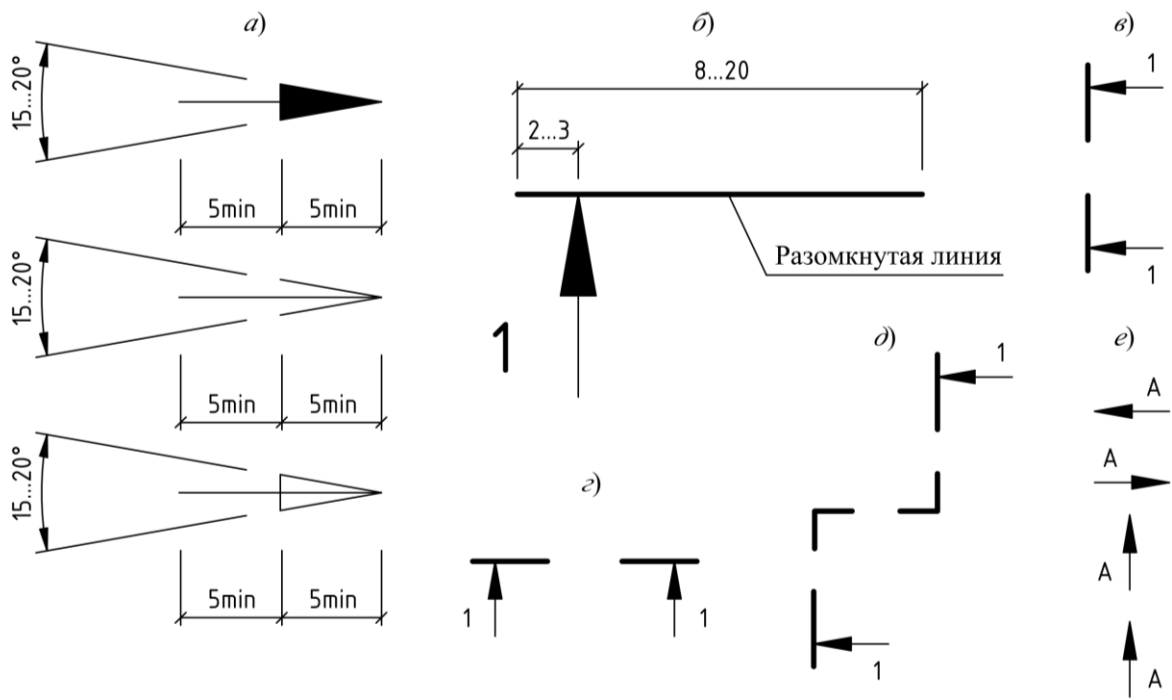 а)
15...20°
5min 5min
15...20°
5min 5min
15...20°
5min 5min
б)
8...20
2...3
Разомкнутая линия
1
в)
1
1
г)
1 1
д)
1
1
е)
А
А
А
А